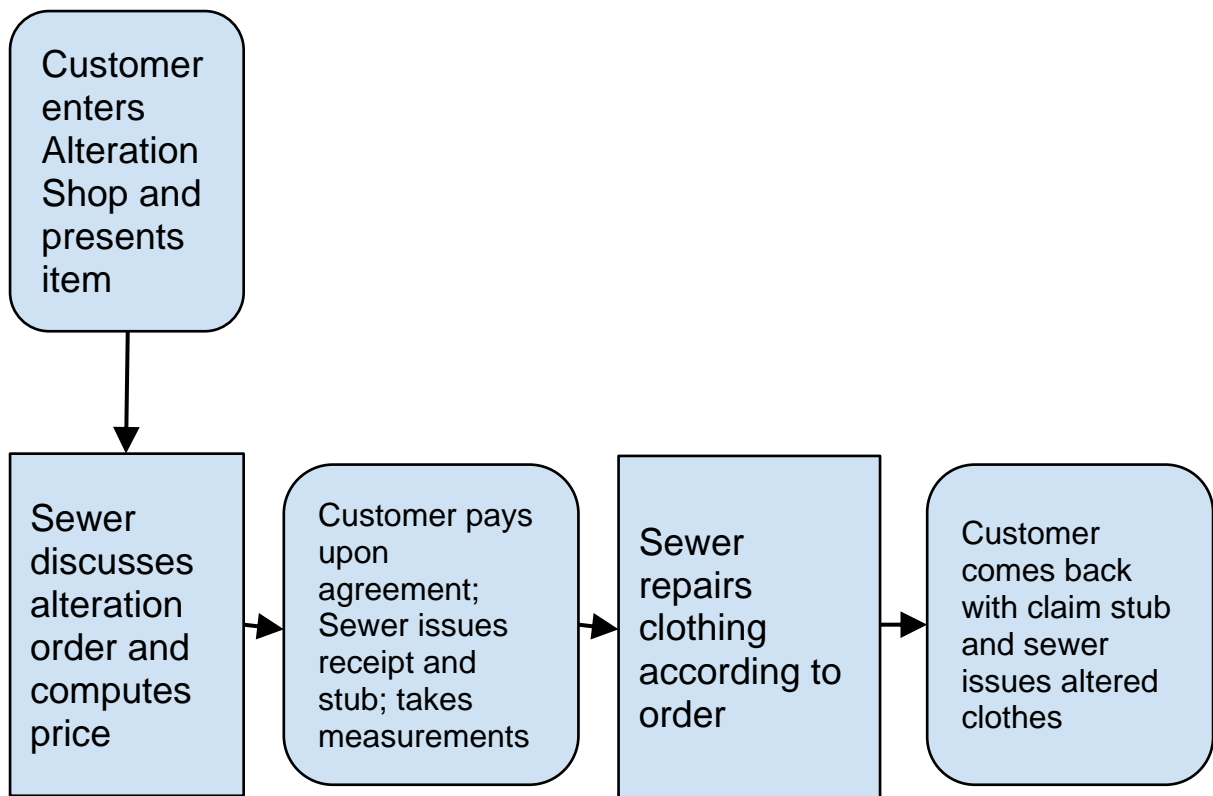 Customer
enters
Alteration
Shop and
presents
item
Sewer
discusses
alteration
order and
computes
price
Customer pays
upon
agreement;
Sewer issues
receipt and
stub; takes
measurements
Sewer
repairs
clothing
according to
order
Customer
comes back
with claim stub
and sewer
issues altered
clothes